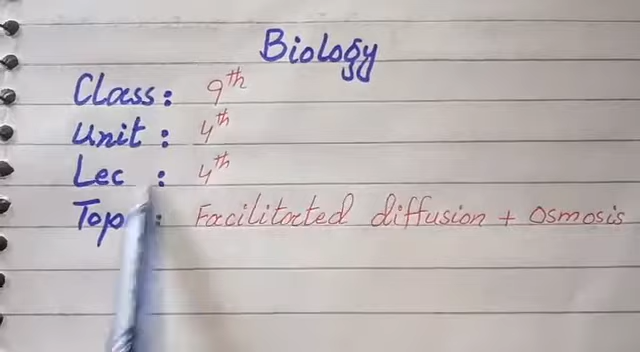 Biology
Class: 9th
Unit: 4th
Lec : 4th
Top : Facilitated diffusion + Osmosis